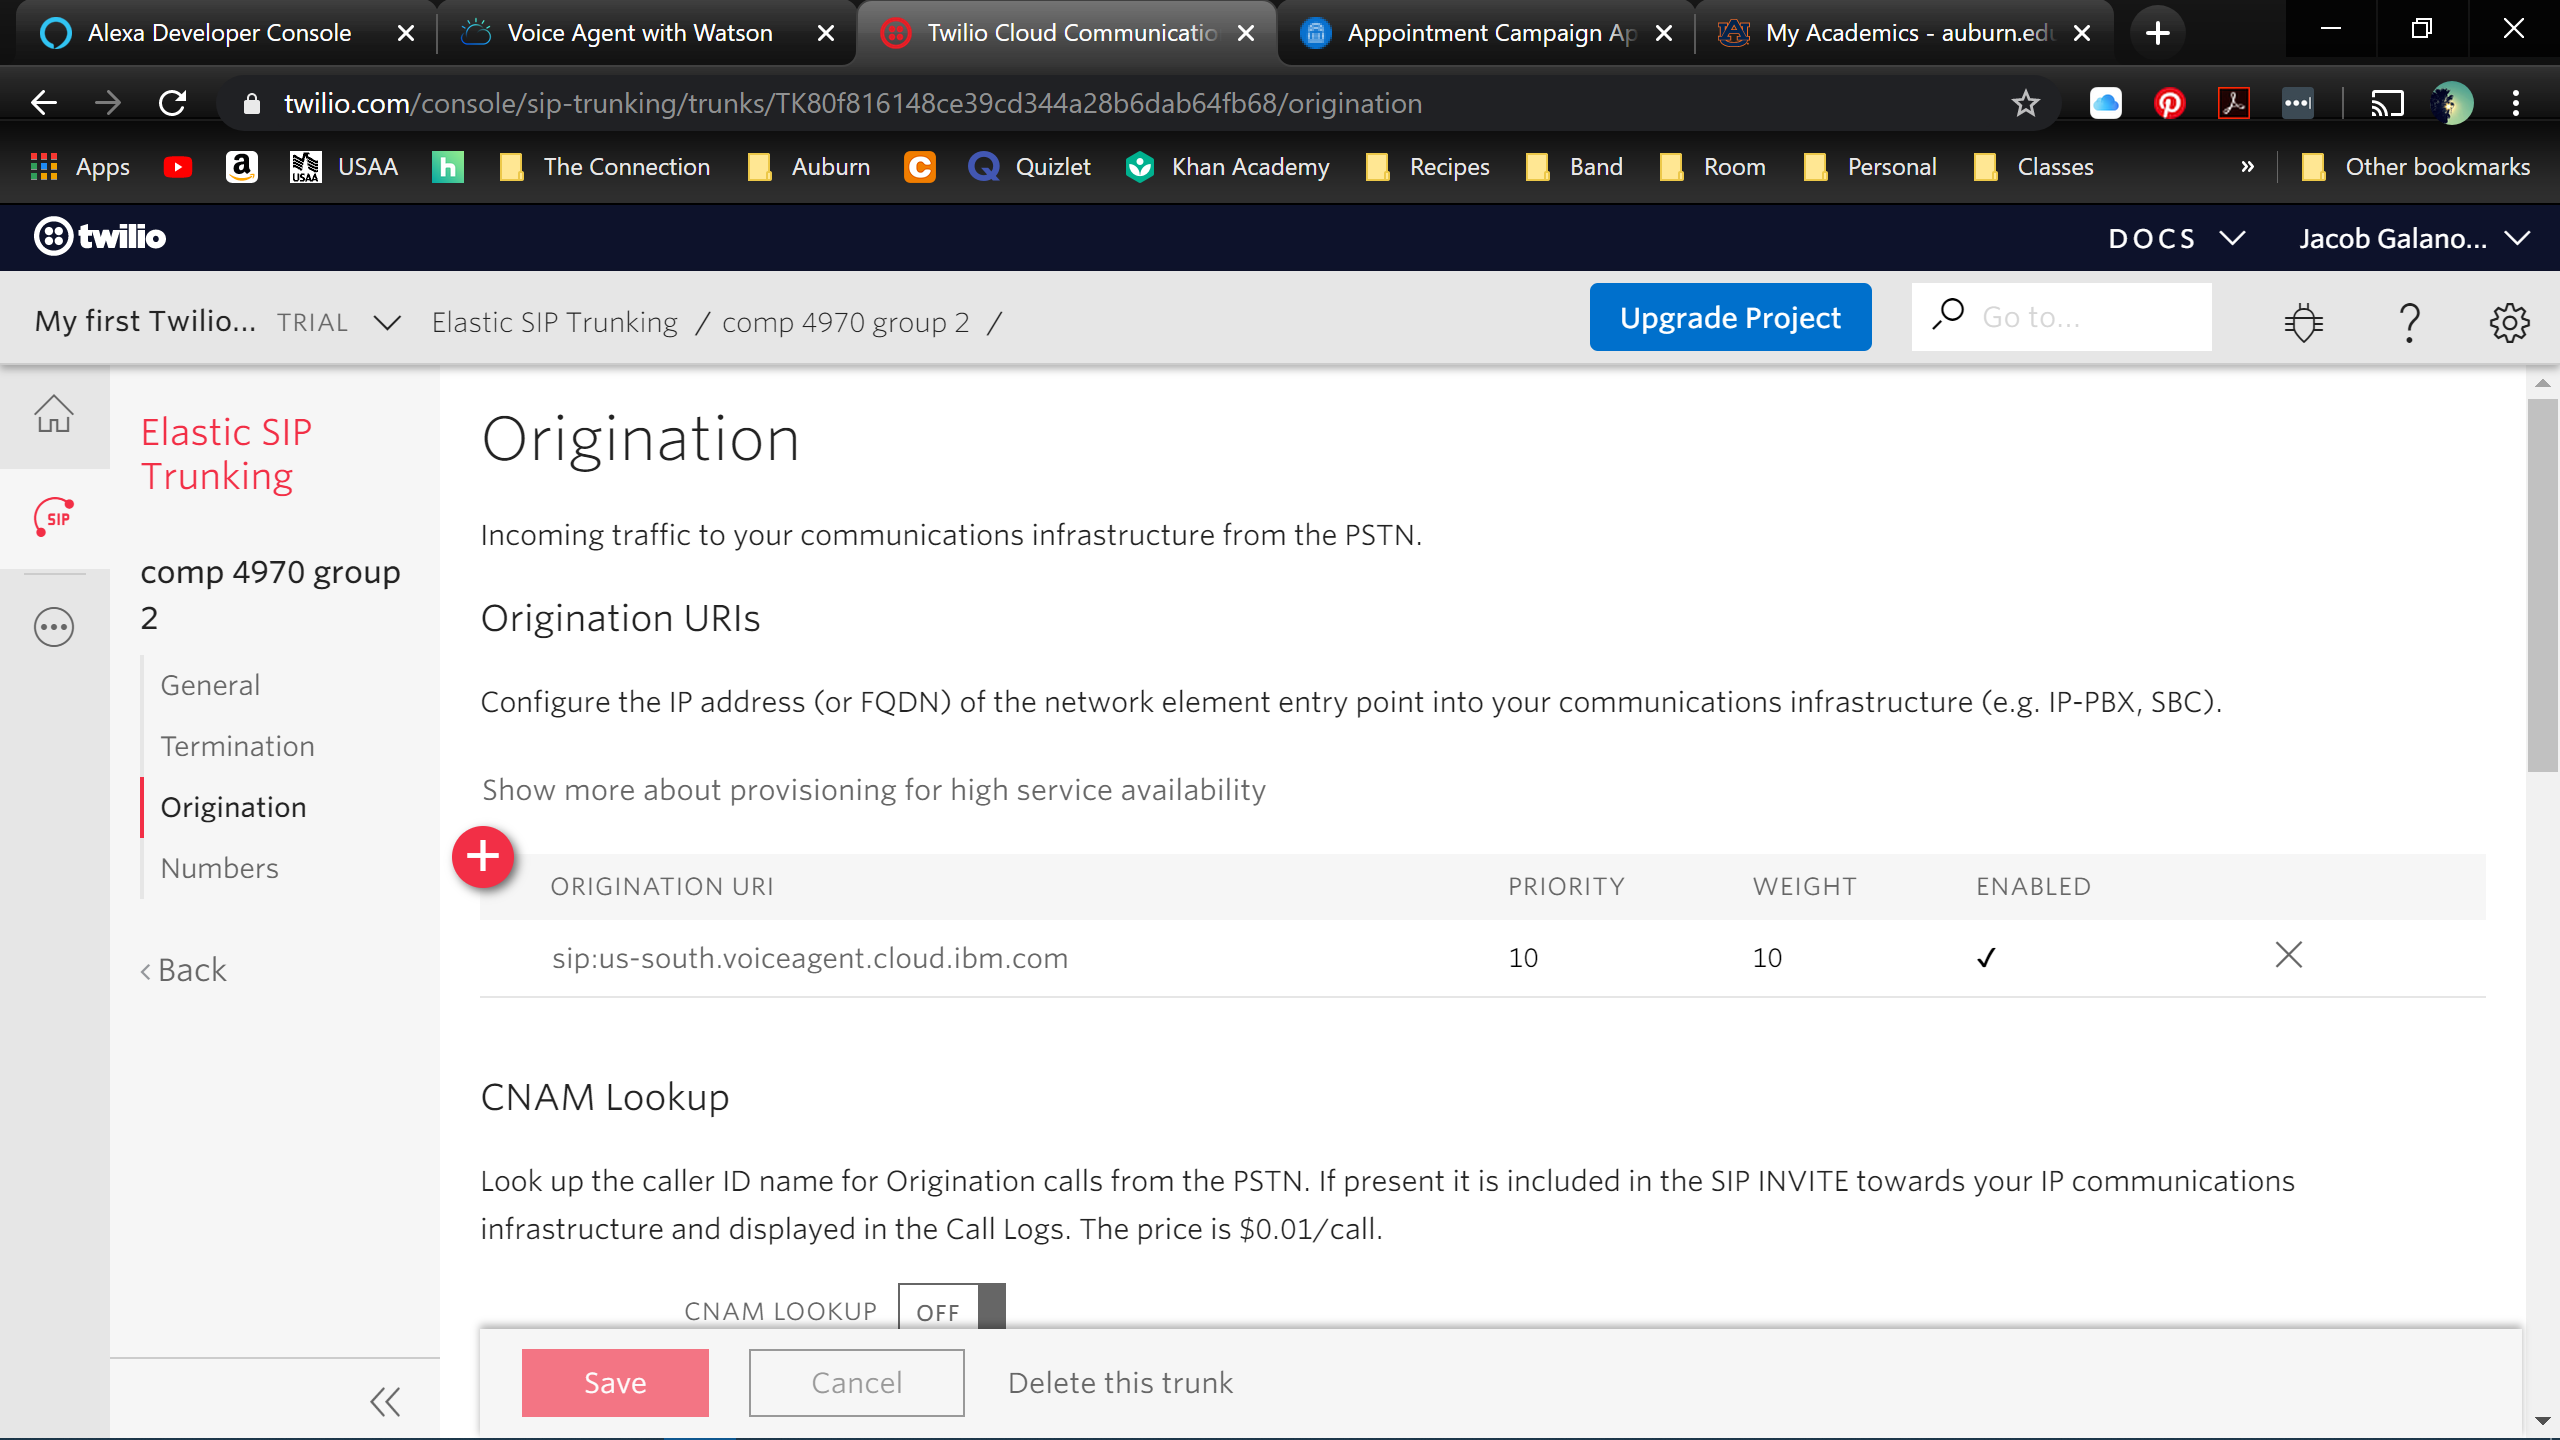 Alexa Developer Console
Voice Agent with Watson
Twilio Cloud Communicatio
Appointment Campaign Ap
My Academics - auburn.edu
twilio.com/console/sip-trunking/trunks/TK80f816148ce39cd344a28b6dab64fb68/origination
Apps
USAA
The Connection
Auburn
Quizlet
Khan Academy
Recipes
Band
Room
Personal
Classes
»
Other bookmarks
twilio
DOCS
Jacob Galano...
My first Twilio... TRIAL
Elastic SIP Trunking / comp 4970 group 2 /
Upgrade Project
Go to...
Elastic SIP
Trunking
SIP
comp 4970 group
2
General
Termination
Origination
Numbers
‹ Back
Origination
Incoming traffic to your communications infrastructure from the PSTN.
Origination URIs
Configure the IP address (or FQDN) of the network element entry point into your communications infrastructure (e.g. IP-PBX, SBC).
Show more about provisioning for high service availability
ORIGINATION URI PRIORITY WEIGHT ENABLED
sip:us-south.voiceagent.cloud.ibm.com 10 10 ✓
CNAM Lookup
Look up the caller ID name for Origination calls from the PSTN. If present it is included in the SIP INVITE towards your IP communications
infrastructure and displayed in the Call Logs. The price is $0.01/call.
CNAM LOOKUP OFF
Save
Cancel
Delete this trunk